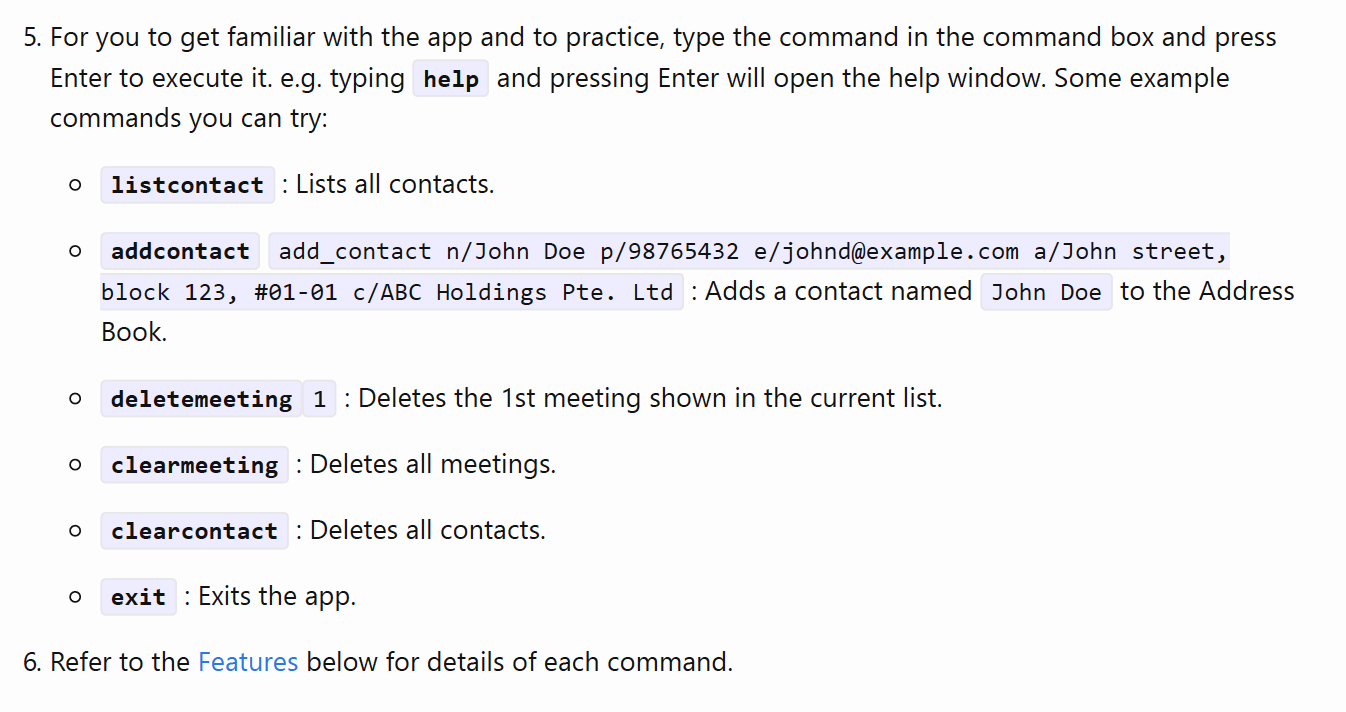 5. For you to get familiar with the app and to practice, type the command in the command box and press
Enter to execute it. e.g. typing help and pressing Enter will open the help window. Some example
commands you can try:
listcontact : Lists all contacts.
addcontact add_contact n/John Doe p/98765432 e/johnd@example.com a/John street,
block 123, #01-01 c/ABC Holdings Pte. Ltd : Adds a contact named John Doe to the Address
Book.
deletemeeting 1 : Deletes the 1st meeting shown in the current list.
clearmeeting : Deletes all meetings.
clearcontact : Deletes all contacts.
exit : Exits the app.
6. Refer to the Features below for details of each command.